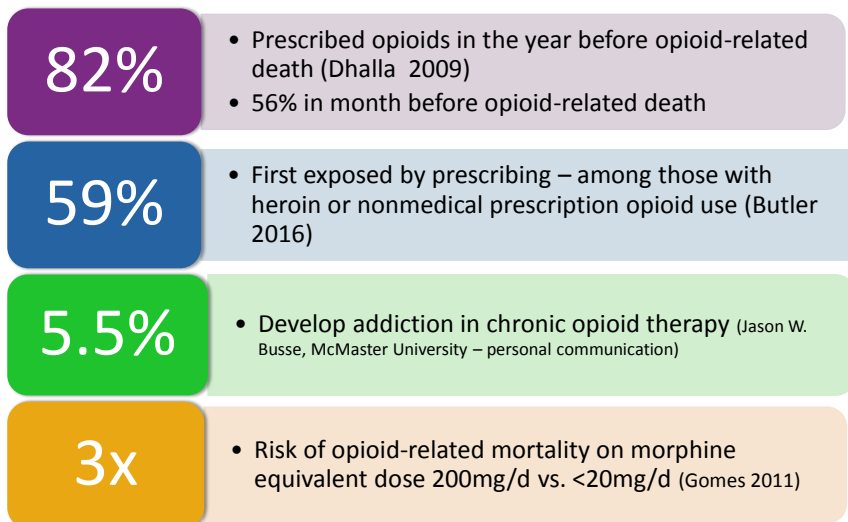 82%
• Prescribed opioids in the year before opioid-related
death (Dhalla  2009)
• 56% in month before opioid-related death
59%
• First exposed by prescribing – among those with
heroin or nonmedical prescription opioid use (Butler
2016)
5.5%
• Develop addiction in chronic opioid therapy (Jason W.
Busse, McMaster University – personal communication)
3x
• Risk of opioid-related mortality on morphine
equivalent dose 200mg/d vs. <20mg/d (Gomes 2011)